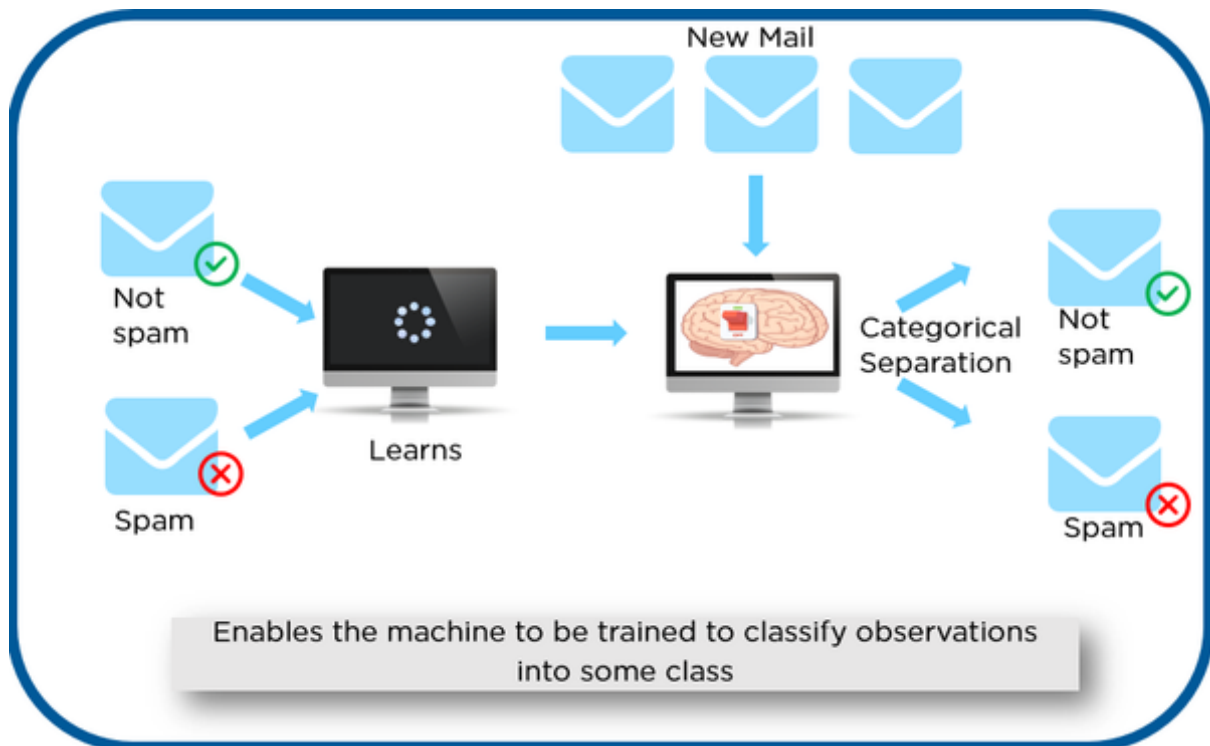 New Mail
Not
spam
Spam
Learns
Categorical
Separation
Not
spam
Spam
Enables the machine to be trained to classify observations
into some class